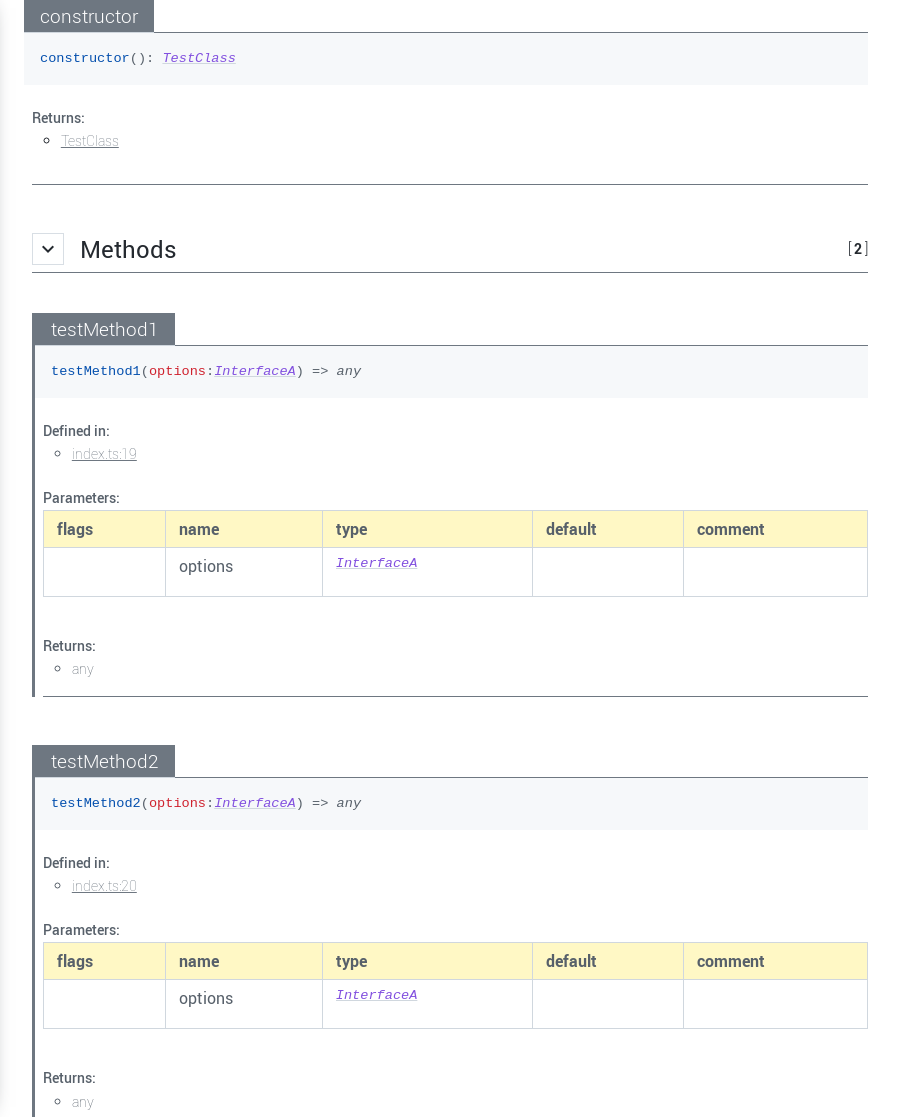 constructor
constructor(): TestClass
Returns:
TestClass
Methods [2]
testMethod1
testMethod1(options:InterfaceA) => any
Defined in:
index.ts:19
Parameters:
flags name type default comment
options InterfaceA
Returns:
any
testMethod2
testMethod2(options:InterfaceA) => any
Defined in:
index.ts:20
Parameters:
flags name type default comment
options InterfaceA
Returns:
any